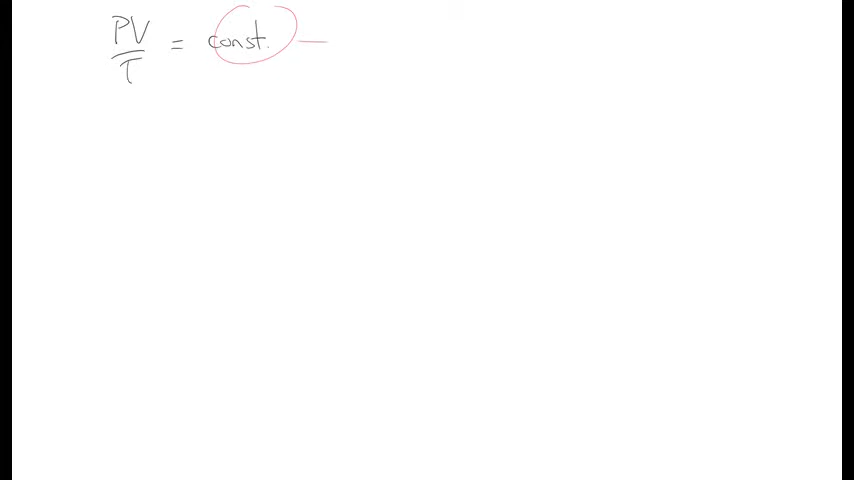 PV/T = const.